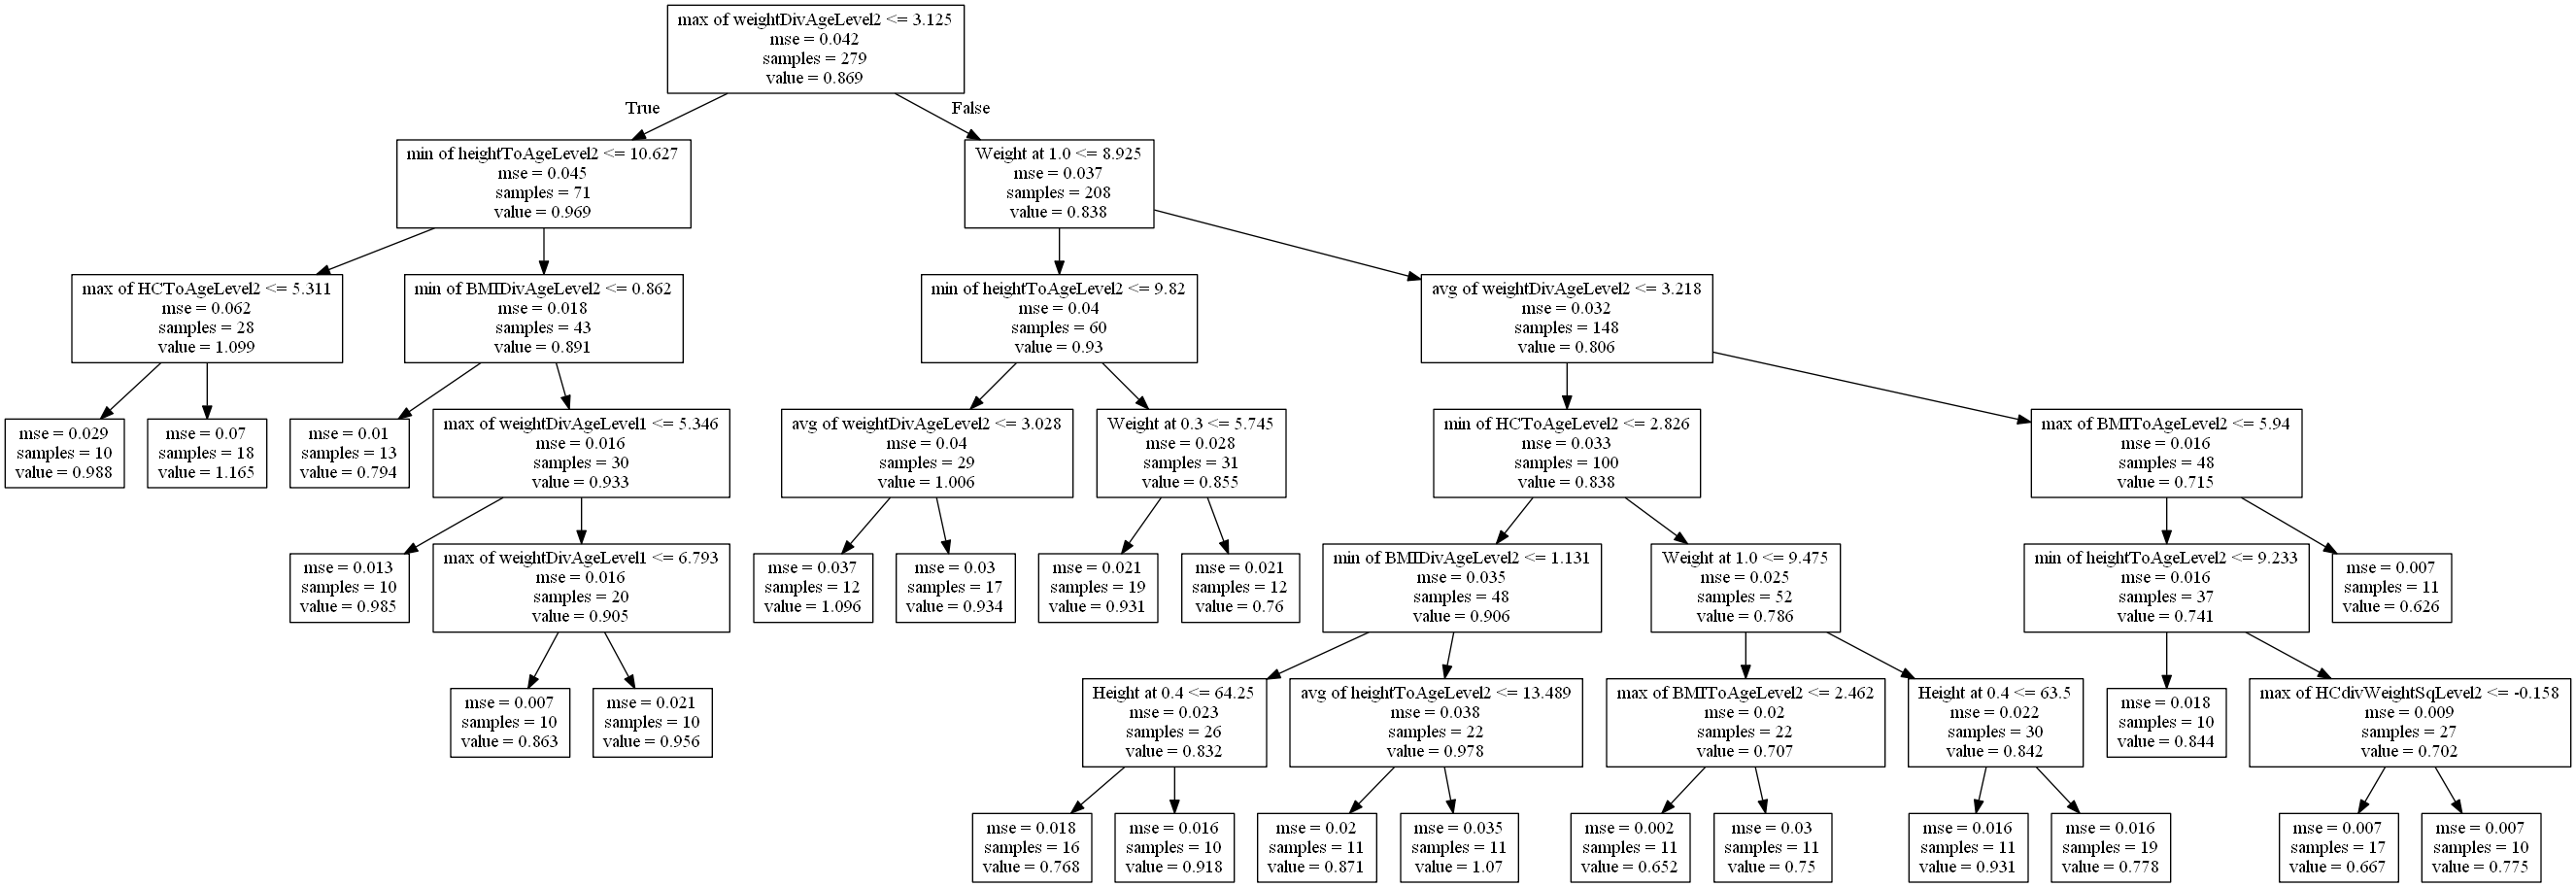 max of weightDivAgeLevel2 <= 3.125
mse = 0.042
samples = 279
value = 0.869
True
False
min of heightToAgeLevel2 <= 10.627
mse = 0.045
samples = 71
value = 0.969
Weight at 1.0 <= 8.925
mse = 0.037
samples = 208
value = 0.838
max of HCToAgeLevel2 <= 5.311
mse = 0.062
samples = 28
value = 1.099
min of BMIDivAgeLevel2 <= 0.862
mse = 0.018
samples = 43
value = 0.891
min of heightToAgeLevel2 <= 9.82
mse = 0.04
samples = 60
value = 0.93
avg of weightDivAgeLevel2 <= 3.218
mse = 0.032
samples = 148
value = 0.806
mse = 0.029
samples = 10
value = 0.988
mse = 0.07
samples = 18
value = 1.165
mse = 0.01
samples = 13
value = 0.794
max of weightDivAgeLevel1 <= 5.346
mse = 0.016
samples = 30
value = 0.933
avg of weightDivAgeLevel2 <= 3.028
mse = 0.04
samples = 29
value = 1.006
Weight at 0.3 <= 5.745
mse = 0.028
samples = 31
value = 0.855
min of HCToAgeLevel2 <= 2.826
mse = 0.033
samples = 100
value = 0.838
max of BMIToAgeLevel2 <= 5.94
mse = 0.016
samples = 48
value = 0.715
mse = 0.013
samples = 10
value = 0.985
max of weightDivAgeLevel1 <= 6.793
mse = 0.016
samples = 20
value = 0.905
mse = 0.037
samples = 12
value = 1.096
mse = 0.03
samples = 17
value = 0.934
mse = 0.021
samples = 19
value = 0.931
mse = 0.021
samples = 12
value = 0.76
min of BMIDivAgeLevel2 <= 1.131
mse = 0.035
samples = 48
value = 0.906
Weight at 1.0 <= 9.475
mse = 0.025
samples = 52
value = 0.786
min of heightToAgeLevel2 <= 9.233
mse = 0.016
samples = 37
value = 0.741
mse = 0.007
samples = 11
value = 0.626
mse = 0.007
samples = 10
value = 0.863
mse = 0.021
samples = 10
value = 0.956
Height at 0.4 <= 64.25
mse = 0.023
samples = 26
value = 0.832
avg of heightToAgeLevel2 <= 13.489
mse = 0.038
samples = 22
value = 0.978
max of BMIToAgeLevel2 <= 2.462
mse = 0.02
samples = 22
value = 0.707
Height at 0.4 <= 63.5
mse = 0.022
samples = 30
value = 0.842
mse = 0.018
samples = 10
value = 0.844
max of HCdivWeightSqLevel2 <= -0.158
mse = 0.009
samples = 27
value = 0.702
mse = 0.018
samples = 16
value = 0.768
mse = 0.016
samples = 10
value = 0.918
mse = 0.02
samples = 11
value = 0.871
mse = 0.035
samples = 11
value = 1.07
mse = 0.002
samples = 11
value = 0.652
mse = 0.03
samples = 11
value = 0.75
mse = 0.016
samples = 11
value = 0.931
mse = 0.016
samples = 19
value = 0.778
mse = 0.007
samples = 17
value = 0.667
mse = 0.007
samples = 10
value = 0.775